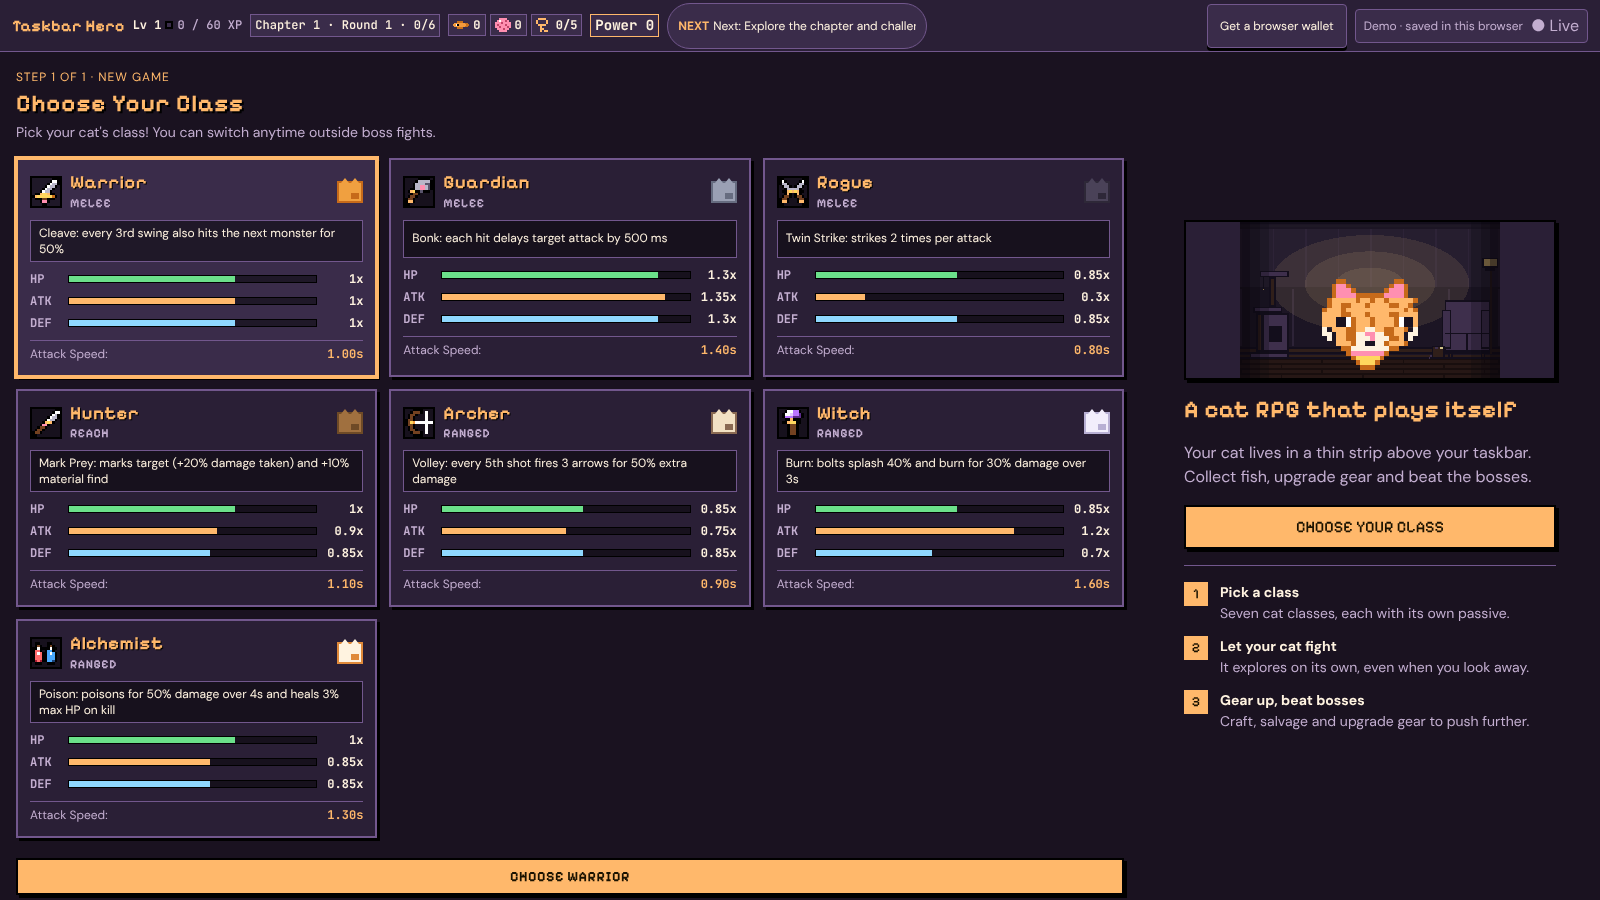 Taskbar Hero
Lv 1 0 / 60 XP
Chapter 1 · Round 1 · 0/6
0
0
0/5
Power 0
NEXT Next: Explore the chapter and challer
Get a browser wallet
Demo · saved in this browser
Live
STEP 1 OF 1 · NEW GAME
Choose Your Class
Pick your cat's class! You can switch anytime outside boss fights.
Warrior
MELEE
Cleave: every 3rd swing also hits the next monster for
50%
HP 1x
ATK 1x
DEF 1x
Attack Speed: 1.00s
Guardian
MELEE
Bonk: each hit delays target attack by 500 ms
HP 1.3x
ATK 1.35x
DEF 1.3x
Attack Speed: 1.40s
Rogue
MELEE
Twin Strike: strikes 2 times per attack
HP 0.85x
ATK 0.3x
DEF 0.85x
Attack Speed: 0.80s
Hunter
REACH
Mark Prey: marks target (+20% damage taken) and +10%
material find
HP 1x
ATK 0.9x
DEF 0.85x
Attack Speed: 1.10s
Archer
RANGED
Volley: every 5th shot fires 3 arrows for 50% extra
damage
HP 0.85x
ATK 0.75x
DEF 0.85x
Attack Speed: 0.90s
Witch
RANGED
Burn: bolts splash 40% and burn for 30% damage over
3s
HP 0.85x
ATK 1.2x
DEF 0.7x
Attack Speed: 1.60s
Alchemist
RANGED
Poison: poisons for 50% damage over 4s and heals 3%
max HP on kill
HP 1x
ATK 0.85x
DEF 0.85x
Attack Speed: 1.30s
CHOOSE WARRIOR
A cat RPG that plays itself
Your cat lives in a thin strip above your taskbar.
Collect fish, upgrade gear and beat the bosses.
CHOOSE YOUR CLASS
1 Pick a class
Seven cat classes, each with its own passive.
2 Let your cat fight
It explores on its own, even when you look away.
3 Gear up, beat bosses
Craft, salvage and upgrade gear to push further.